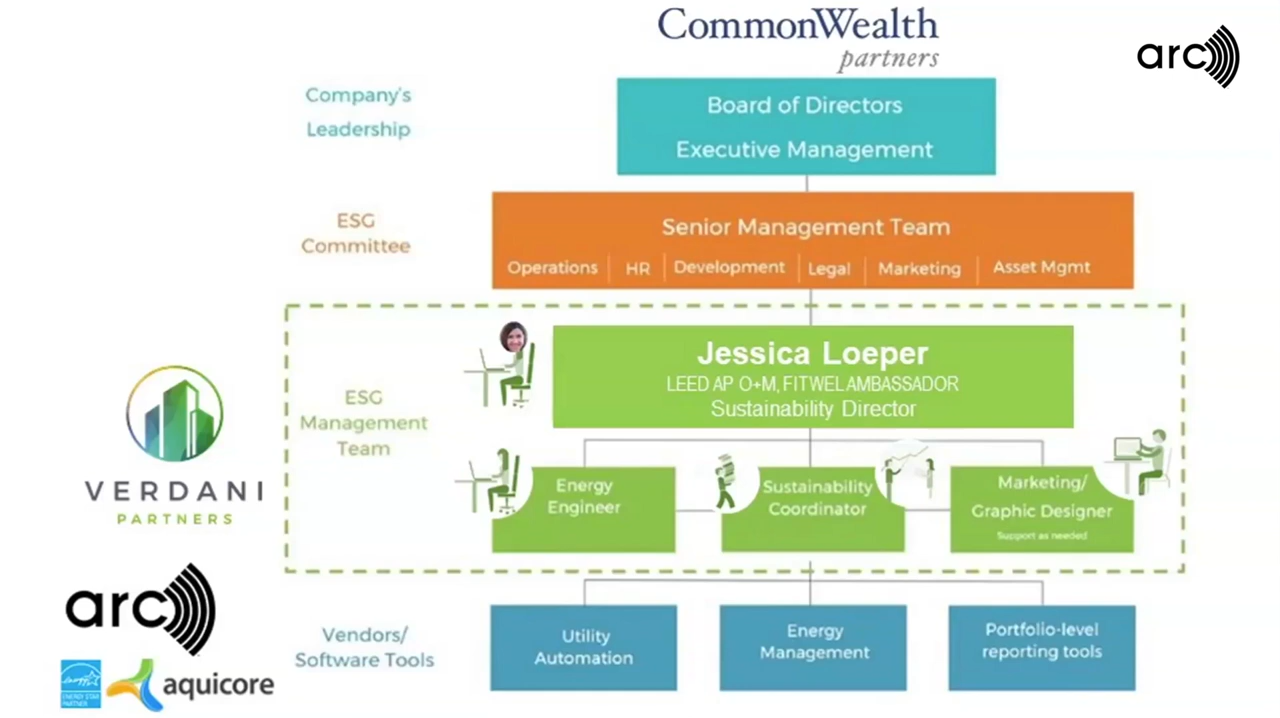 CommonWealth
partners
arc
Company's
Leadership
Board of Directors
Executive Management
ESG
Committee
Senior Management Team
Operations | HR | Development | Legal | Marketing | Asset Mgmt
ESG
Management
Team
Jessica Loeper
LEED AP O+M, FITWEL AMBASSADOR
Sustainability Director
VERDANI
PARTNERS
Energy
Engineer
Sustainability
Coordinator
Marketing/
Graphic Designer
Support as needed
arc
Vendors/
Software Tools
Utility
Automation
Energy
Management
Portfolio-level
reporting tools
ENERGY STAR
PARTNER
aquicore